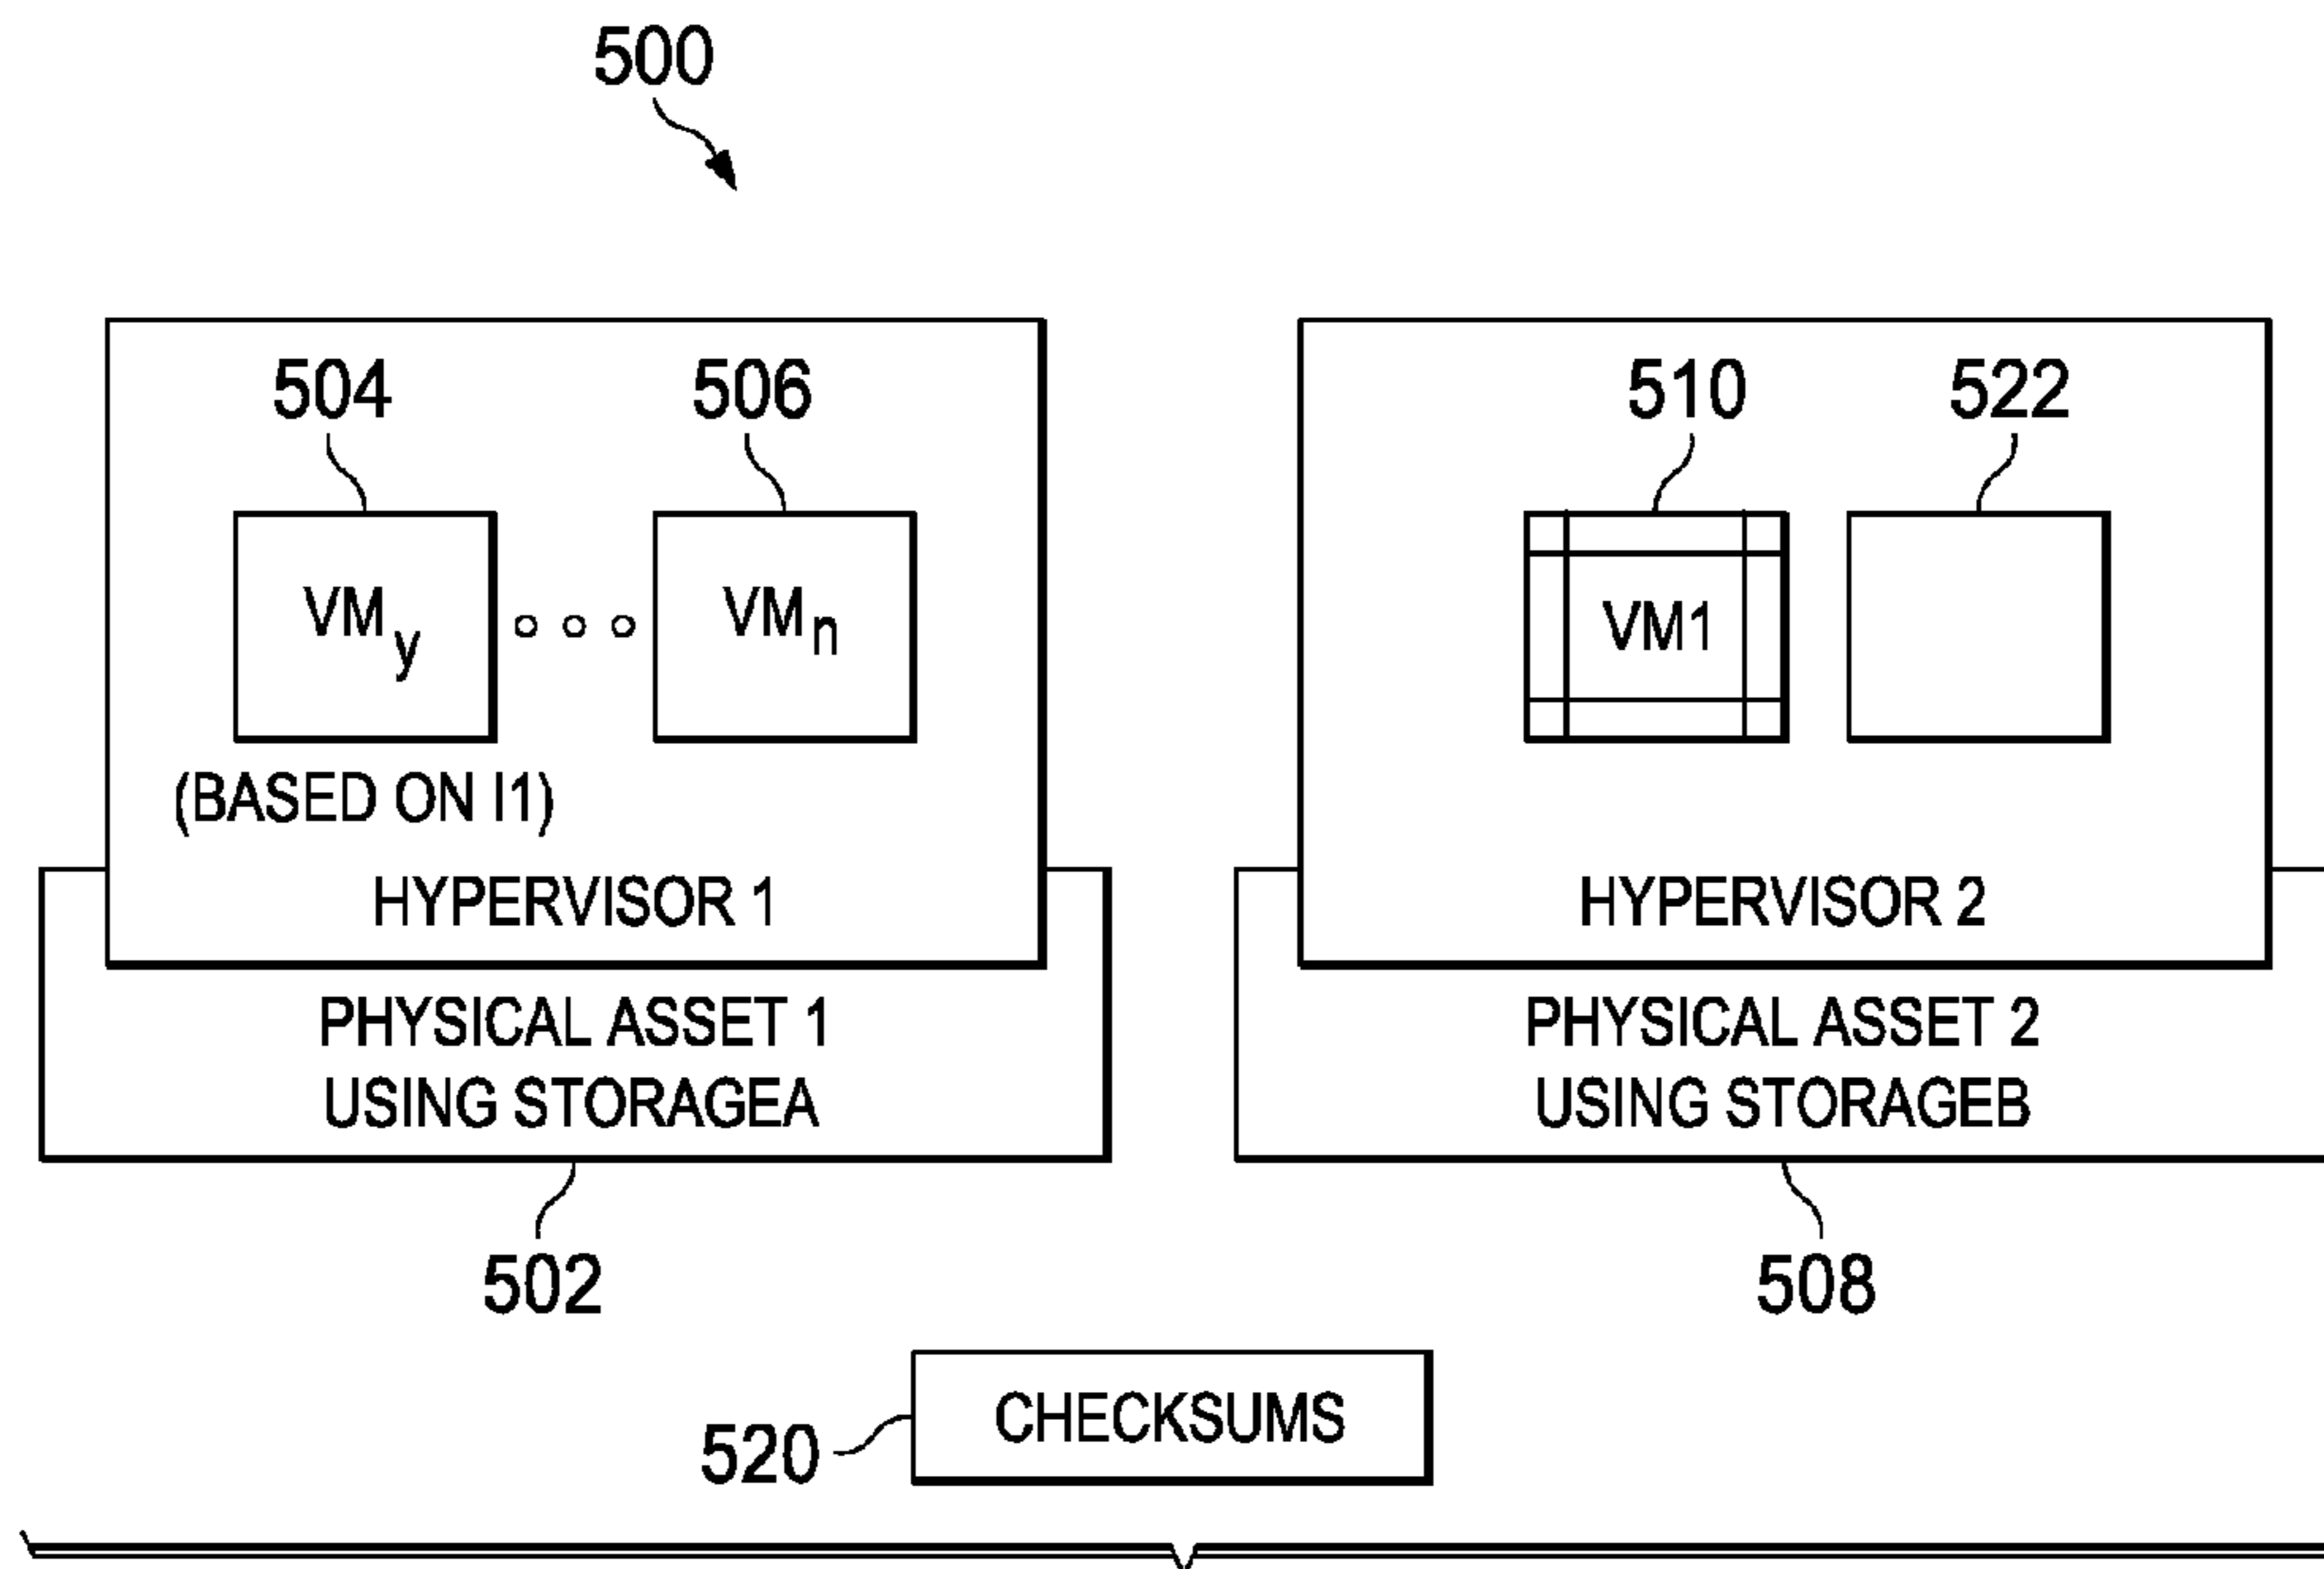 500
504 506 510 522
VMy VMn VM1
(BASED ON I1)
HYPERVISOR 1 HYPERVISOR 2
PHYSICAL ASSET 1 PHYSICAL ASSET 2
USING STORAGEA USING STORAGEB
502 508
CHECKSUMS
520